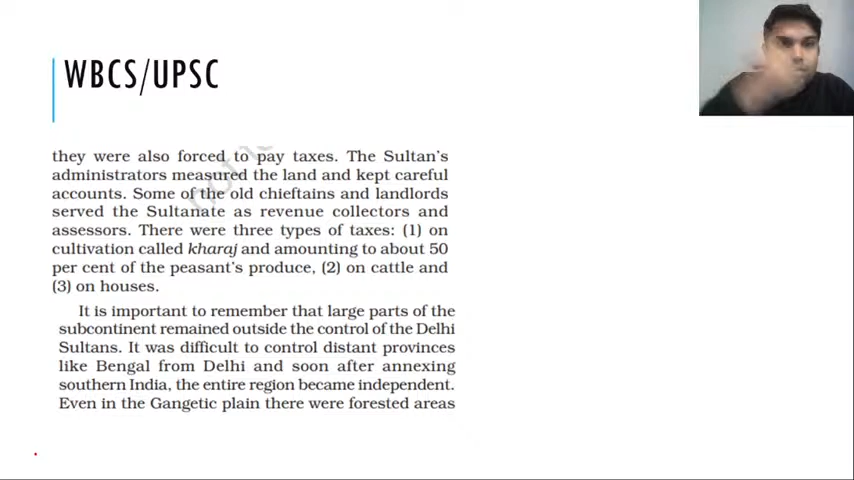 WBCS/UPSC
they were also forced to pay taxes. The Sultan's
administrators measured the land and kept careful
accounts. Some of the old chieftains and landlords
served the Sultanate as revenue collectors and
assessors. There were three types of taxes: (1) on
cultivation called kharaj and amounting to about 50
per cent of the peasant's produce, (2) on cattle and
(3) on houses.
It is important to remember that large parts of the
subcontinent remained outside the control of the Delhi
Sultans. It was difficult to control distant provinces
like Bengal from Delhi and soon after annexing
southern India, the entire region became independent.
Even in the Gangetic plain there were forested areas